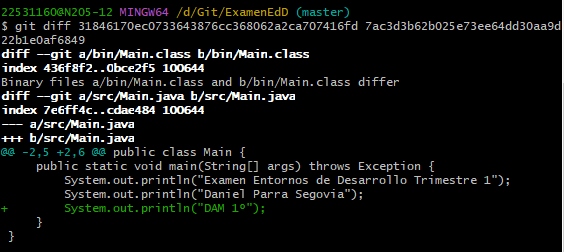 22531160@N205-12 MINGW64 /d/Git/ExamenEdD (master)
$ git diff 31846170ec0733643876cc368062a2ca707416fd 7ac3d3b62b025e73ee64dd30aa9d
22b1e0af6849
diff --git a/bin/Main.class b/bin/Main.class
index 436f8f2..0bce2f5 100644
Binary files a/bin/Main.class and b/bin/Main.class differ
diff --git a/src/Main.java b/src/Main.java
index 7e6ff4c..cdae484 100644
--- a/src/Main.java
+++ b/src/Main.java
@@ -2,5 +2,6 @@ public class Main {
     public static void main(String[] args) throws Exception {
         System.out.println("Examen Entornos de Desarrollo Trimestre 1");
         System.out.println("Daniel Parra Segovia");
+        System.out.println("DAM 1º");
     }
 }